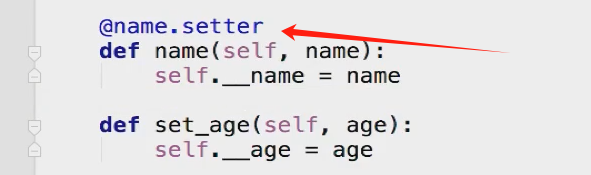 @name.setter
def name(self, name):
    self.__name = name
def set_age(self, age):
    self.__age = age